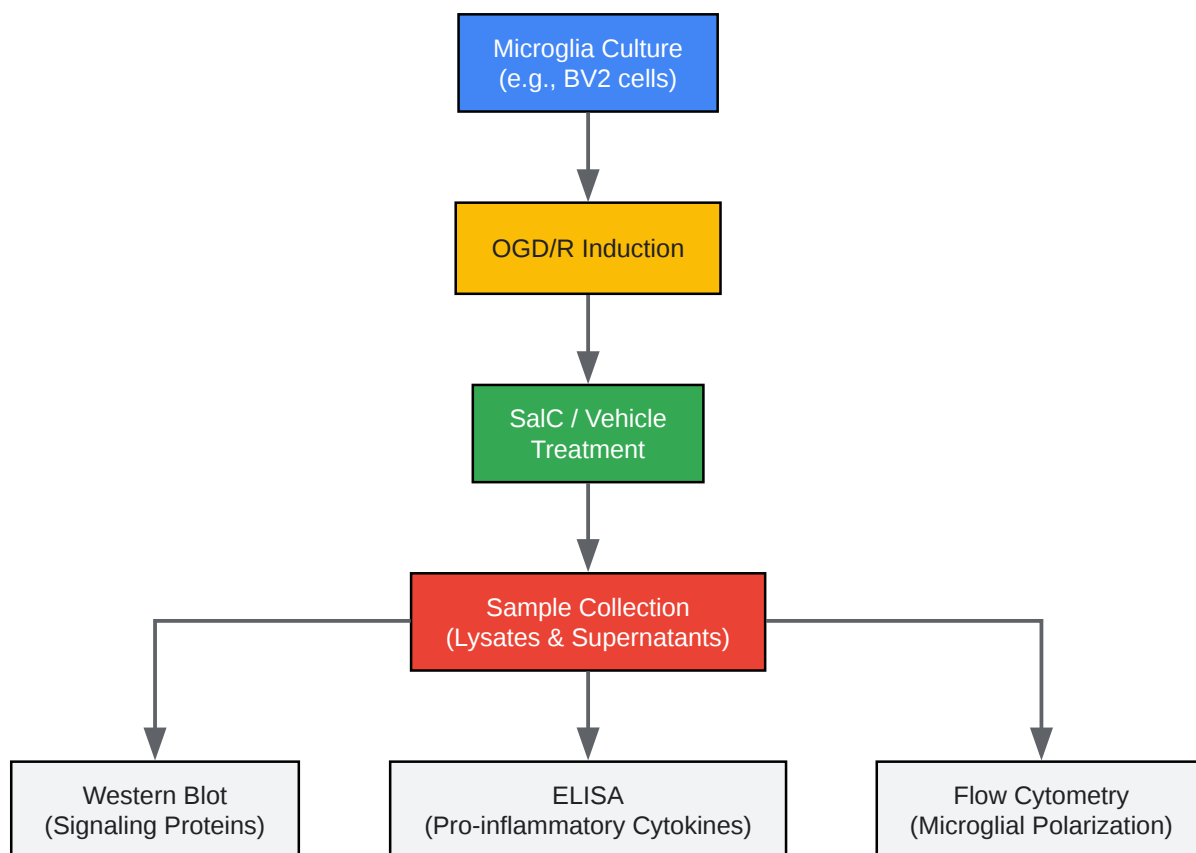 Microglia Culture
(e.g., BV2 cells)
OGD/R Induction
SalC / Vehicle
Treatment
Sample Collection
(Lysates & Supernatants)
Western Blot
(Signaling Proteins)
ELISA
(Pro-inflammatory Cytokines)
Flow Cytometry
(Microglial Polarization)